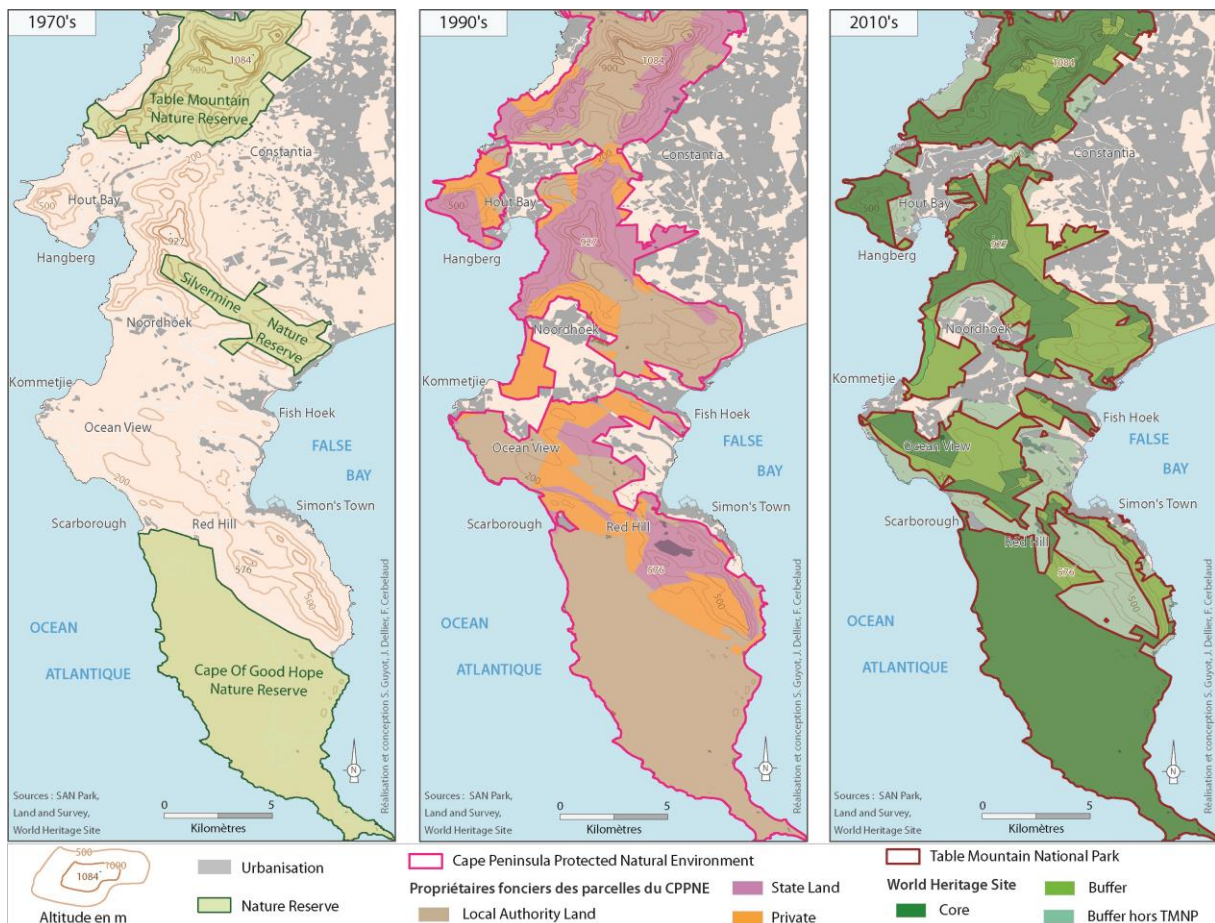 1970's
1084
900
Table Mountain
Nature Reserve
200
Constantia
500
Hout Bay
927
Hangberg
Silvermine
Nature
Reserve
Noordhoek
Kommetjie
Fish Hoek
Ocean View
FALSE
BAY
200
Simon's Town
Scarborough
Red Hill
576
500
OCEAN
ATLANTIQUE
Cape Of Good Hope
Nature Reserve
N
Sources : SAN Park,
Land and Survey,
World Heritage Site
0
5
Kilomètres
Réalisation et conception S. Guyot, J. Dellier, F. Cerbelaud
1990's
1084
900
200
Constantia
500
Hout Bay
927
Hangberg
Noordhoek
Kommetjie
Fish Hoek
Ocean View
FALSE
BAY
200
Simon's Town
Scarborough
Red Hill
576
500
OCEAN
ATLANTIQUE
N
Sources : SAN Park,
Land and Survey,
World Heritage Site
0
5
Kilomètres
Réalisation et conception S. Guyot, J. Dellier, F. Cerbelaud
2010's
1084
900
200
Constantia
500
Hout Bay
927
Hangberg
Noordhoek
Kommetjie
Fish Hoek
Ocean View
FALSE
BAY
Simon's Town
Scarborough
Red Hill
576
500
OCEAN
ATLANTIQUE
N
Sources : SAN Park,
Land and Survey,
World Heritage Site
0
5
Kilomètres
Réalisation et conception S. Guyot, J. Dellier, F. Cerbelaud
500
1000
1084
Altitude en m
Urbanisation
Nature Reserve
Cape Peninsula Protected Natural Environment
Propriétaires fonciers des parcelles du CPPNE
Local Authority Land
State Land
Private
Table Mountain National Park
World Heritage Site
Core
Buffer
Buffer hors TMNP